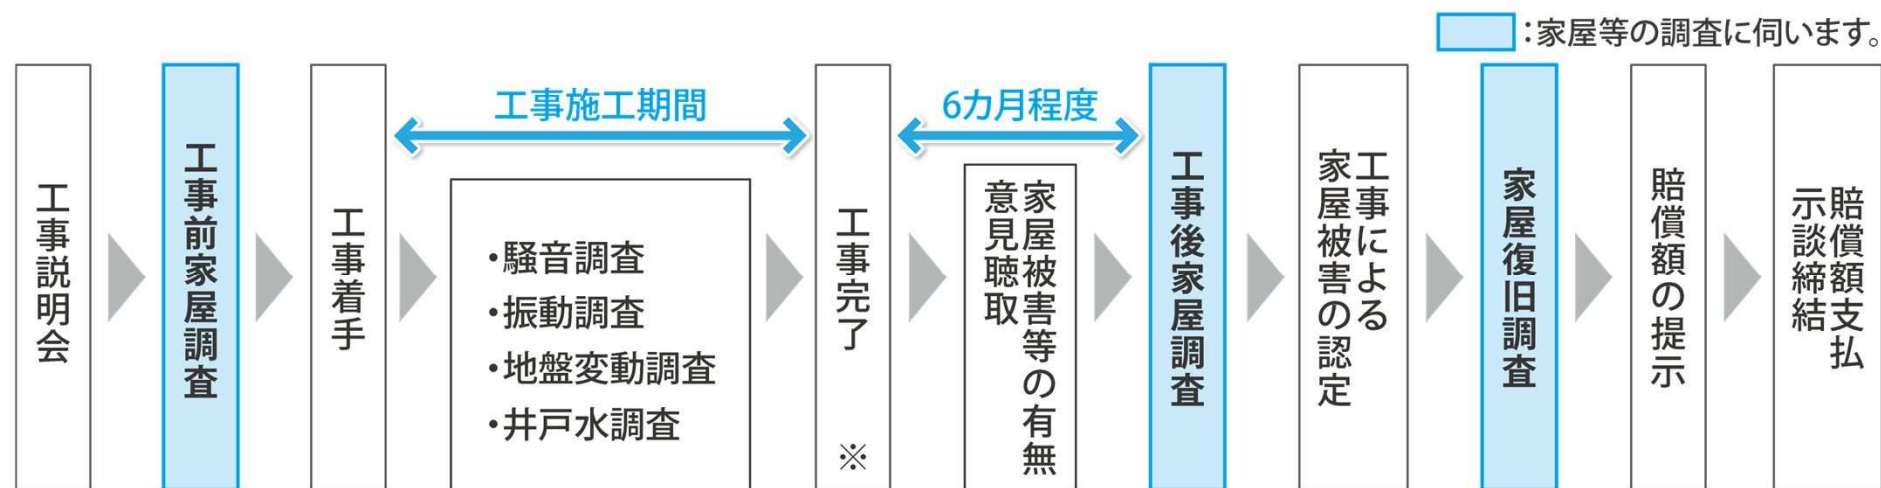 ：家屋等の調査に伺います。
工事説明会
工事前家屋調査
工事着手
工事施工期間
・騒音調査
・振動調査
・地盤変動調査
・井戸水調査
工事完了 ※
6カ月程度
家屋被害等の有無
意見聴取
工事後家屋調査
工事による
家屋被害の認定
家屋復旧調査
賠償額の提示
賠償額支払
示談締結